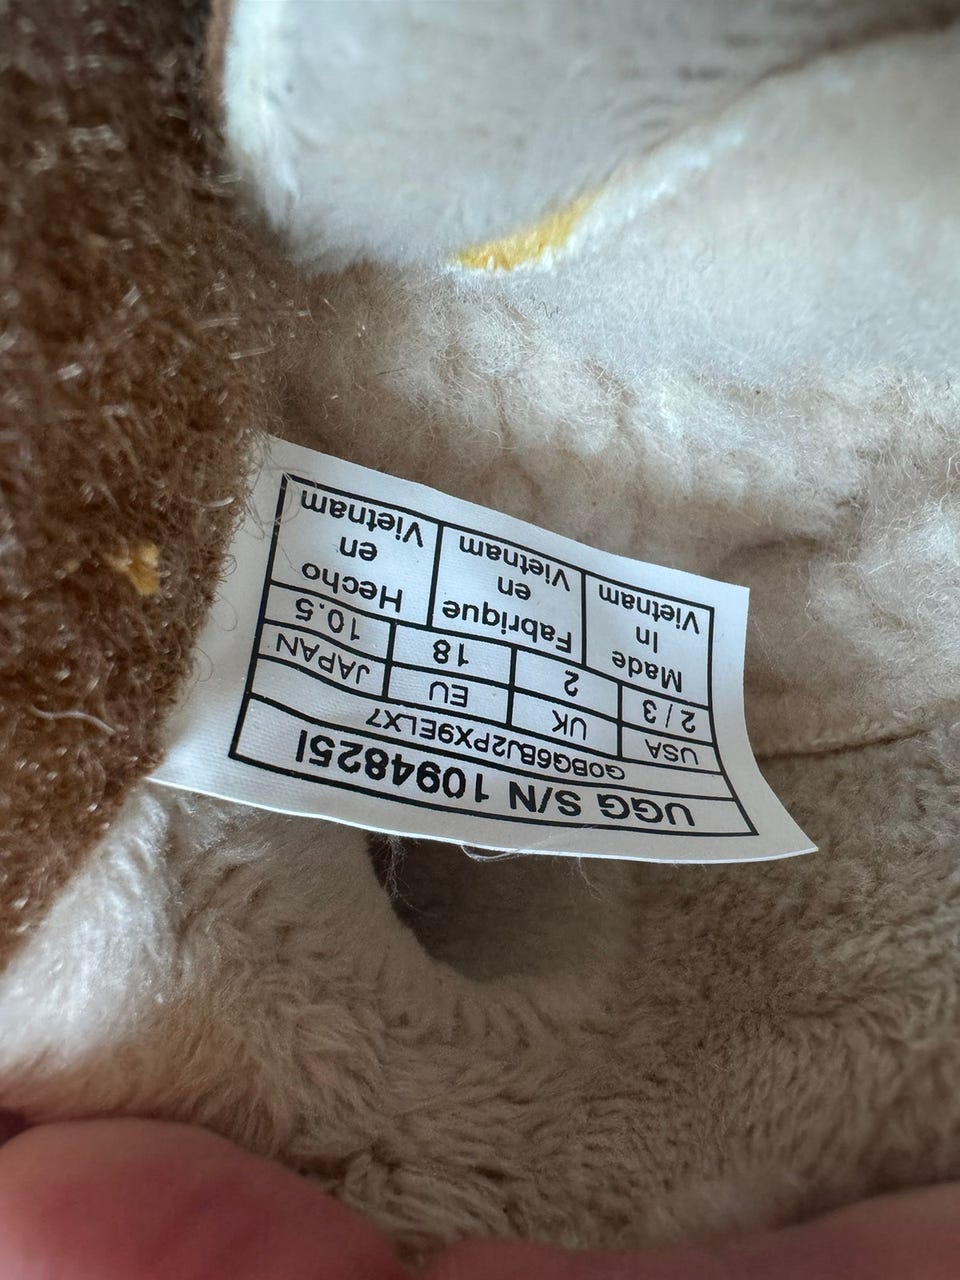 UGG S/N 1094825I
GOBG6BJ2PX9ELX7
USA UK EU JAPAN
2/3 2 18 10.5
Made In Vietnam
Fabrique en Vietnam
Hecho en Vietnam